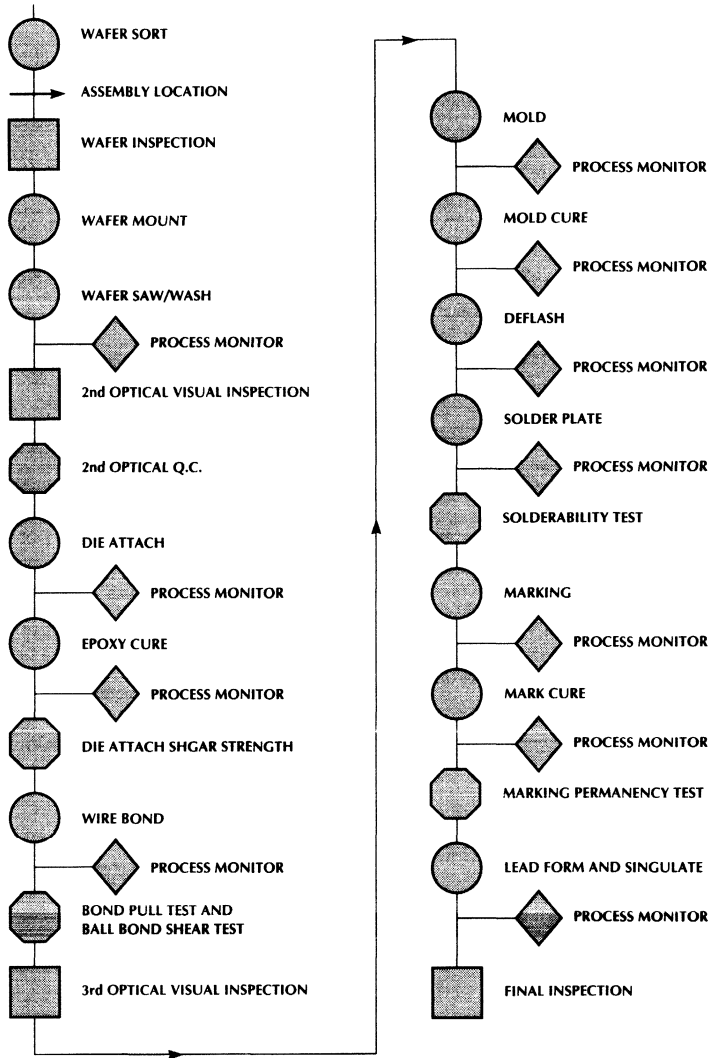 WAFER SORT
ASSEMBLY LOCATION
WAFER INSPECTION
WAFER MOUNT
WAFER SAW/WASH
PROCESS MONITOR
2nd OPTICAL VISUAL INSPECTION
2nd OPTICAL Q.C.
DIE ATTACH
PROCESS MONITOR
EPOXY CURE
PROCESS MONITOR
DIE ATTACH SHGAR STRENGTH
WIRE BOND
PROCESS MONITOR
BOND PULL TEST AND
BALL BOND SHEAR TEST
3rd OPTICAL VISUAL INSPECTION
MOLD
PROCESS MONITOR
MOLD CURE
PROCESS MONITOR
DEFLASH
PROCESS MONITOR
SOLDER PLATE
PROCESS MONITOR
SOLDERABILITY TEST
MARKING
PROCESS MONITOR
MARK CURE
PROCESS MONITOR
MARKING PERMANENCY TEST
LEAD FORM AND SINGULATE
PROCESS MONITOR
FINAL INSPECTION